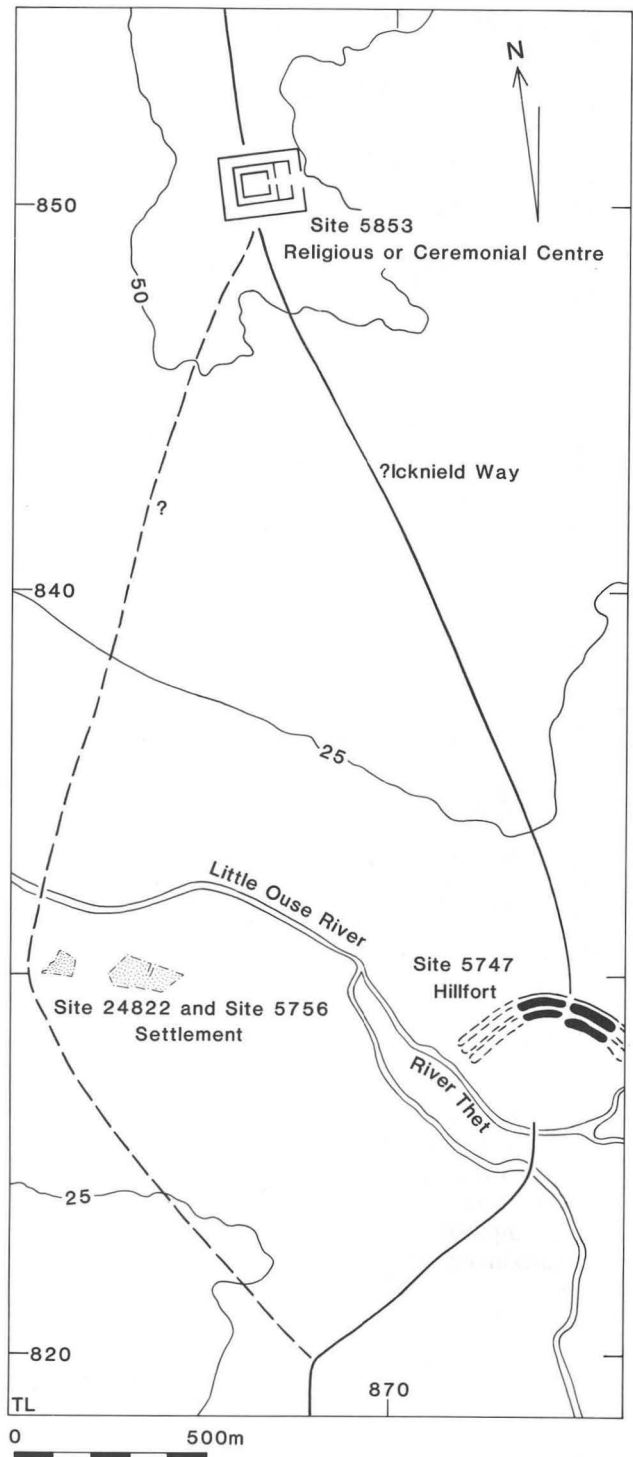 N
850
Site 5853
Religious or Ceremonial Centre
50
?Icknield Way
?
840
25
Little Ouse River
Site 5747
Hillfort
Site 24822 and Site 5756
Settlement
River Thet
25
820
870
TL
0 500m